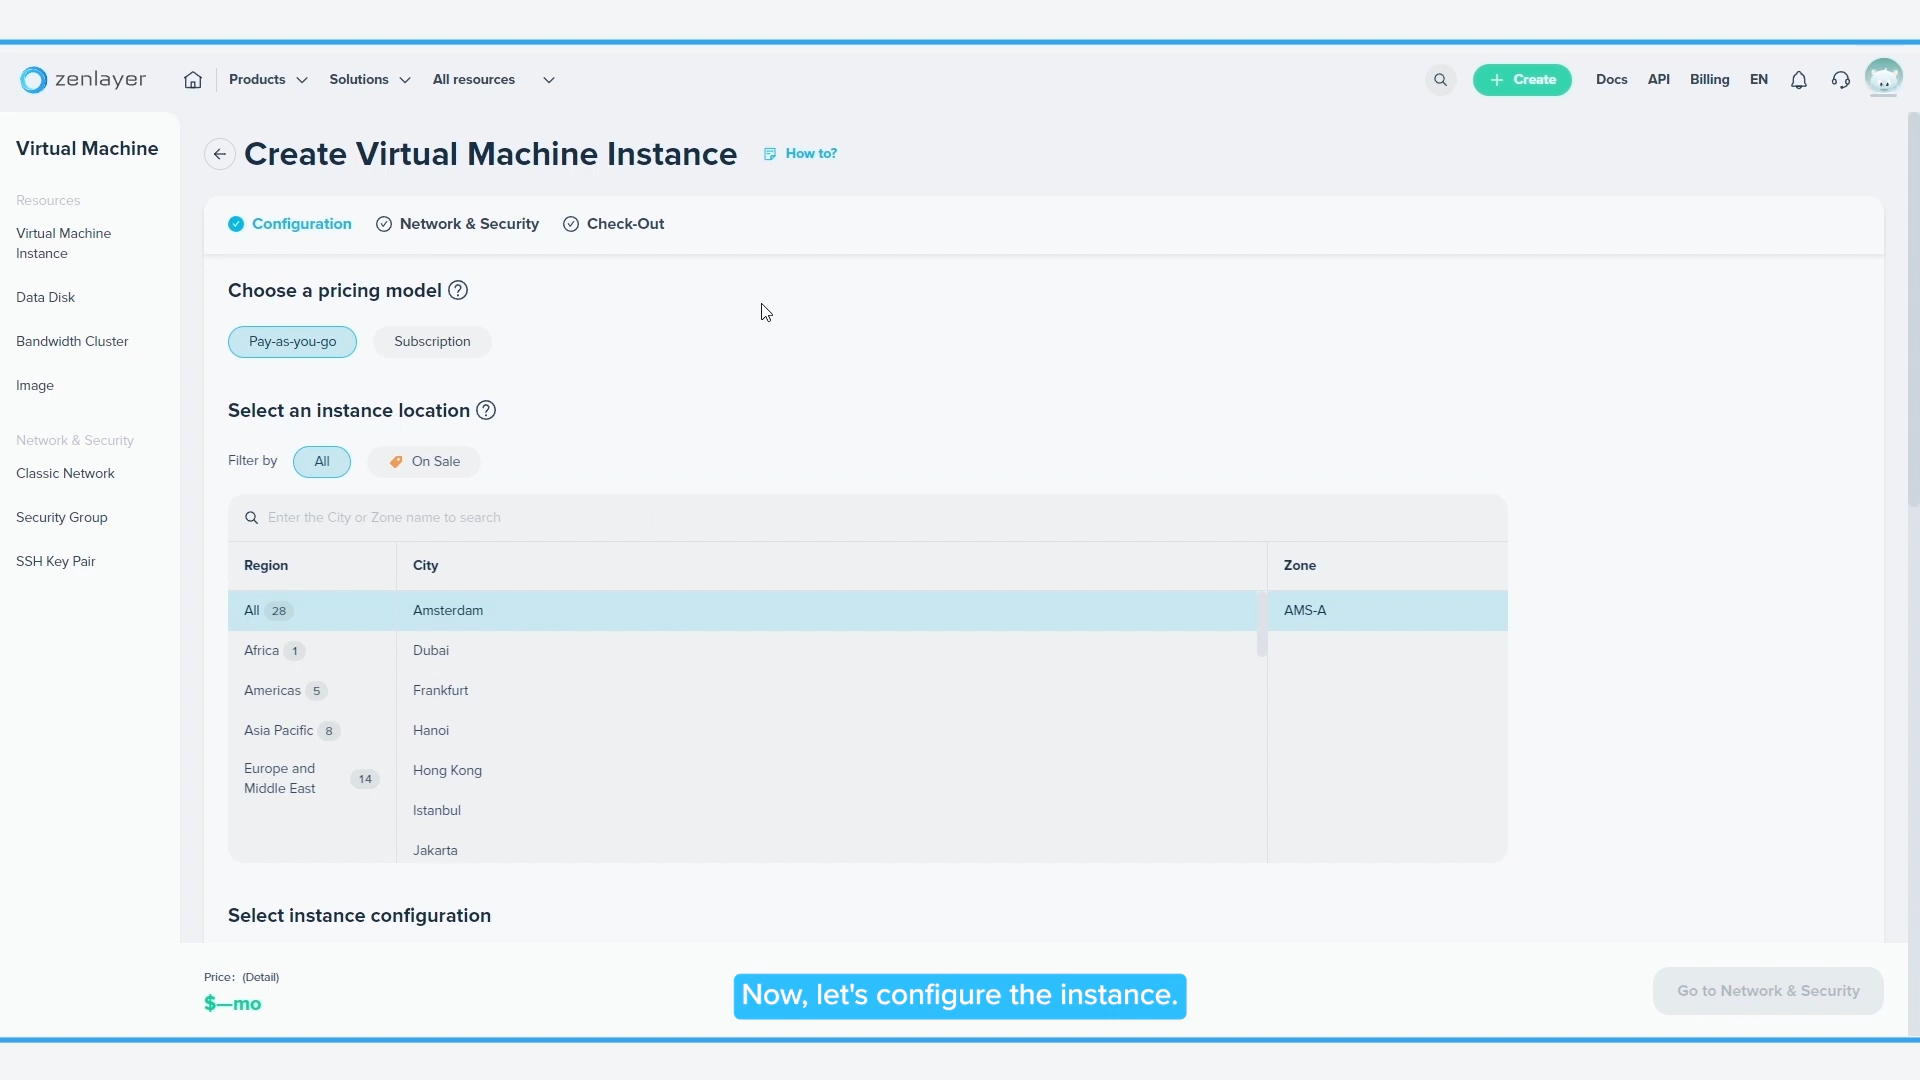 zenlayer
Products
Solutions
All resources
Create
Docs
API
Billing
EN
Virtual Machine
Resources
Virtual Machine
Instance
Data Disk
Bandwidth Cluster
Image
Network & Security
Classic Network
Security Group
SSH Key Pair
Create Virtual Machine Instance
How to?
Configuration
Network & Security
Check-Out
Choose a pricing model ?
Pay-as-you-go
Subscription
Select an instance location ?
Filter by
All
On Sale
Enter the City or Zone name to search
Region
City
Zone
All 28
Amsterdam
AMS-A
Africa 1
Dubai
Americas 5
Frankfurt
Asia Pacific 8
Hanoi
Europe and
Middle East
14
Hong Kong
Istanbul
Jakarta
Select instance configuration
Price: (Detail)
$—mo
Now, let's configure the instance.
Go to Network & Security